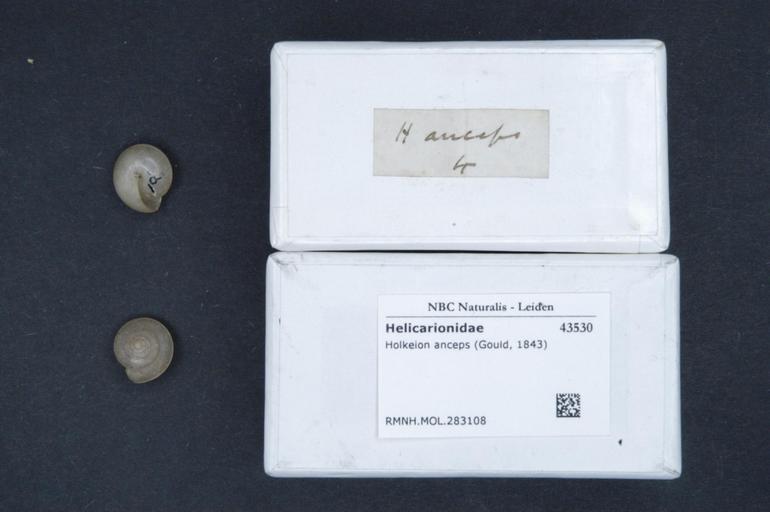 H anceps
4
NBC Naturalis - Leiden
Helicarionidae 43530
Holkeion anceps (Gould, 1843)
RMNH.MOL.283108